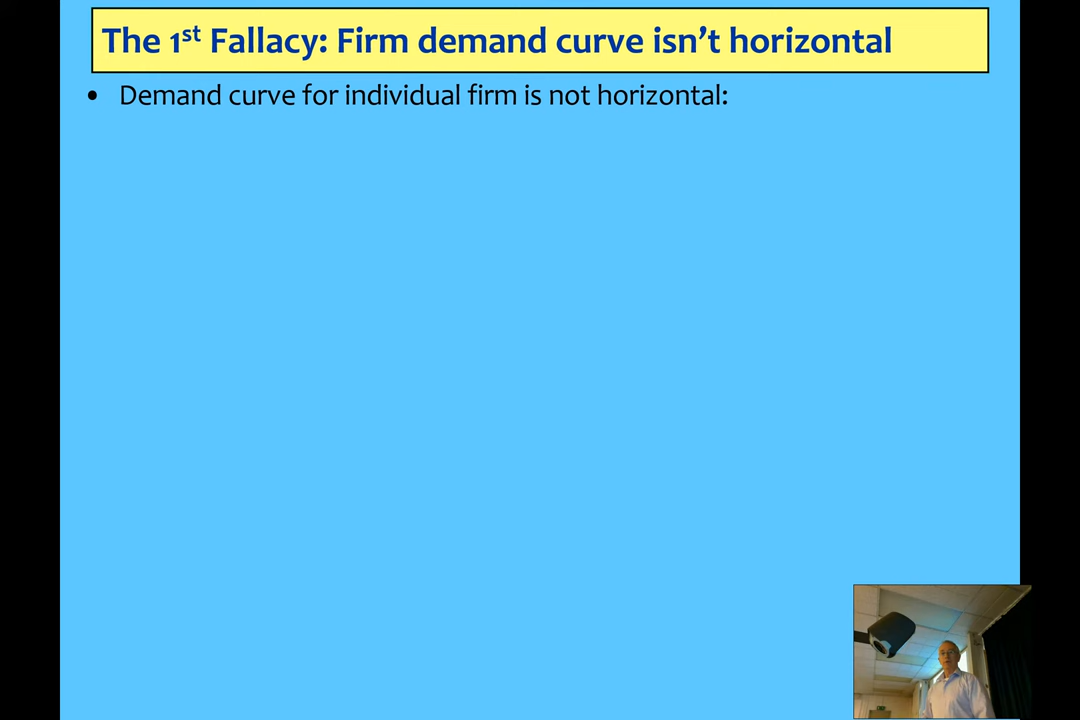 The 1st Fallacy: Firm demand curve isn’t horizontal
• Demand curve for individual firm is not horizontal: